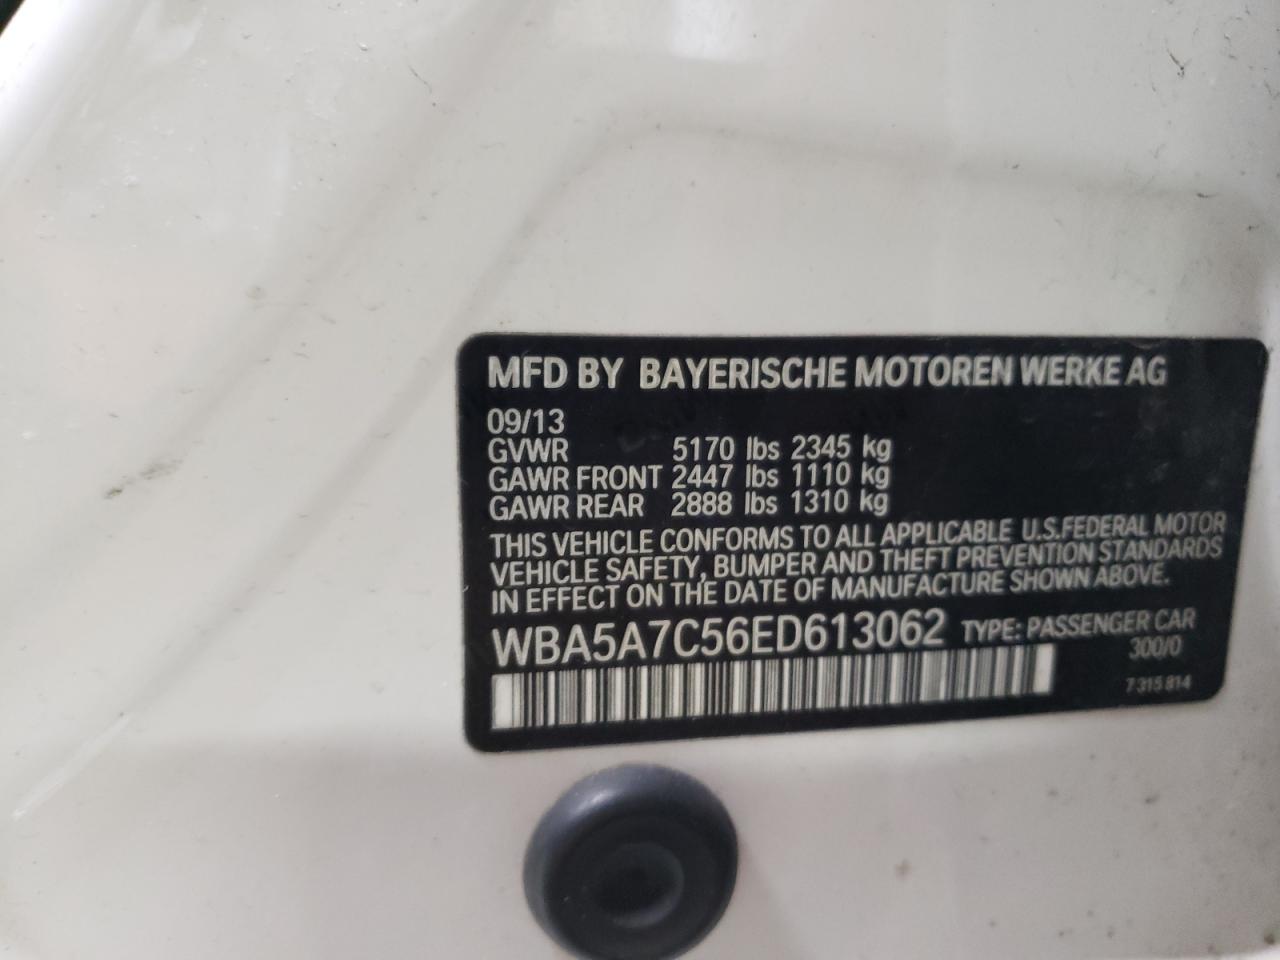 MFD BY BAYERISCHE MOTOREN WERKE AG
09/13
GVWR 5170 lbs 2345 kg
GAWR FRONT 2447 lbs 1110 kg
GAWR REAR 2888 lbs 1310 kg
THIS VEHICLE CONFORMS TO ALL APPLICABLE U.S.FEDERAL MOTOR
VEHICLE SAFETY, BUMPER AND THEFT PREVENTION STANDARDS
IN EFFECT ON THE DATE OF MANUFACTURE SHOWN ABOVE.
WBA5A7C56ED613062 TYPE: PASSENGER CAR
300/0
7 315 814